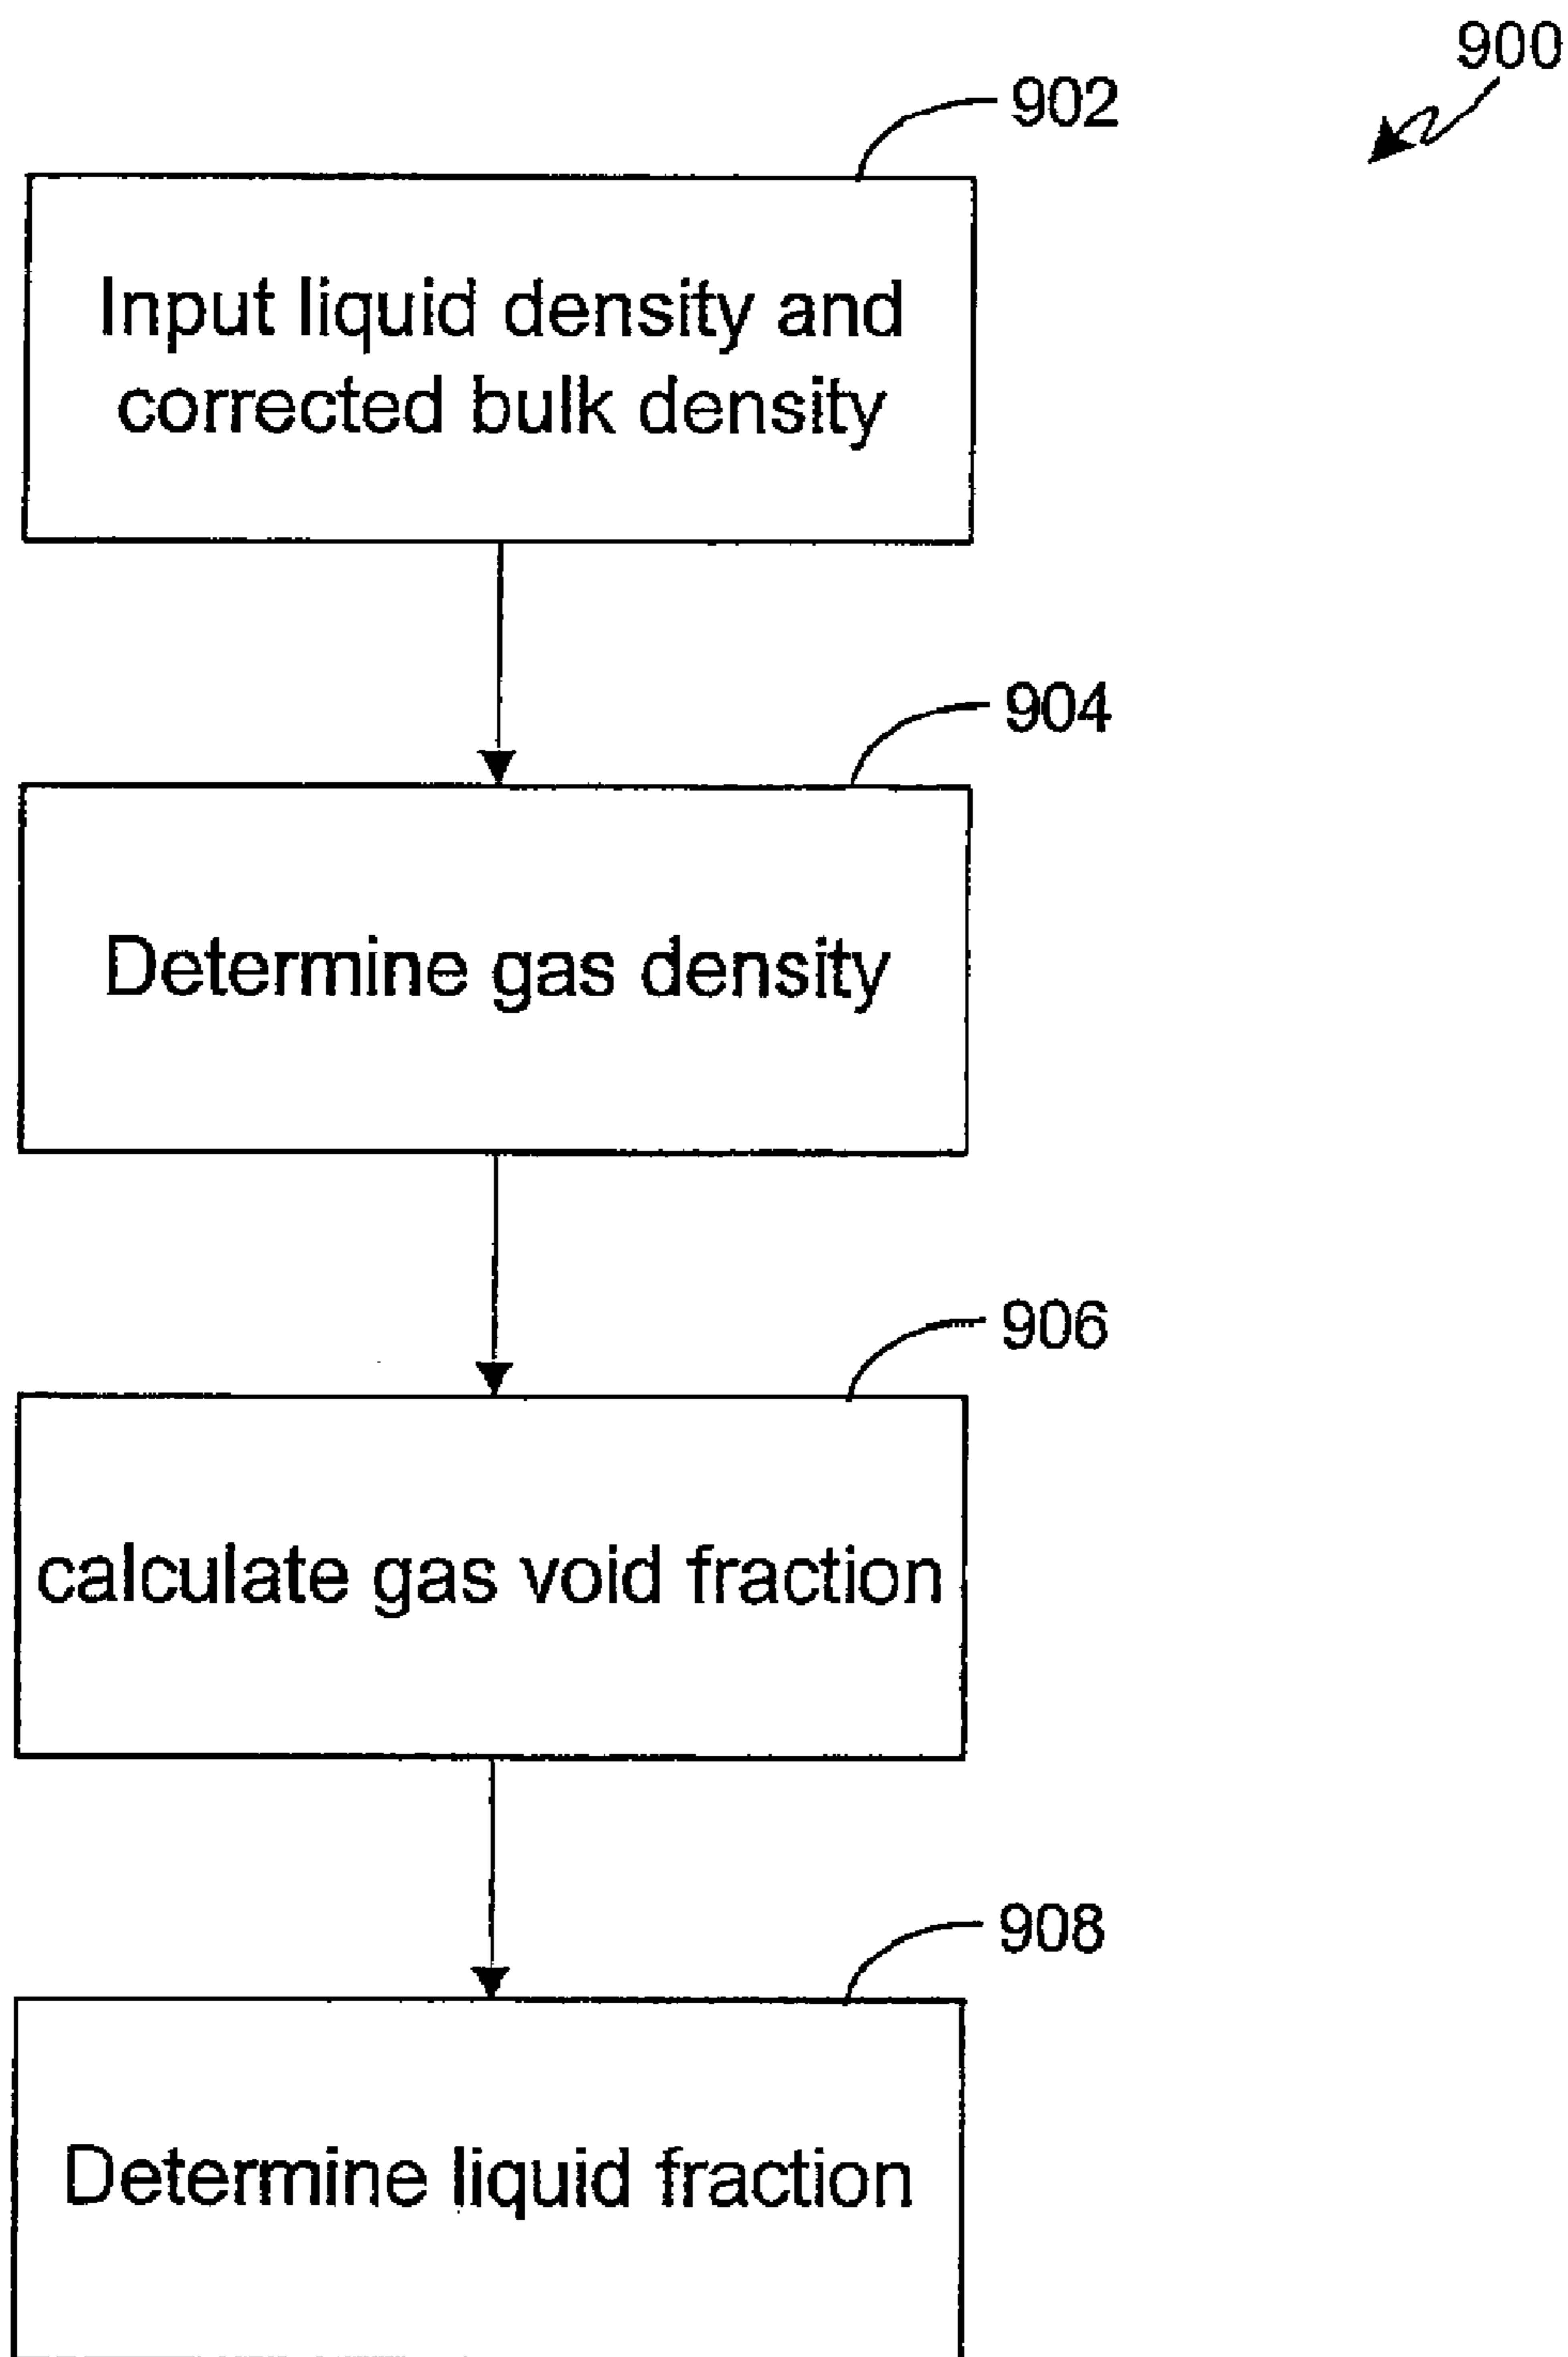 900
902
Input liquid density and
corrected bulk density
904
Determine gas density
906
calculate gas void fraction
908
Determine liquid fraction